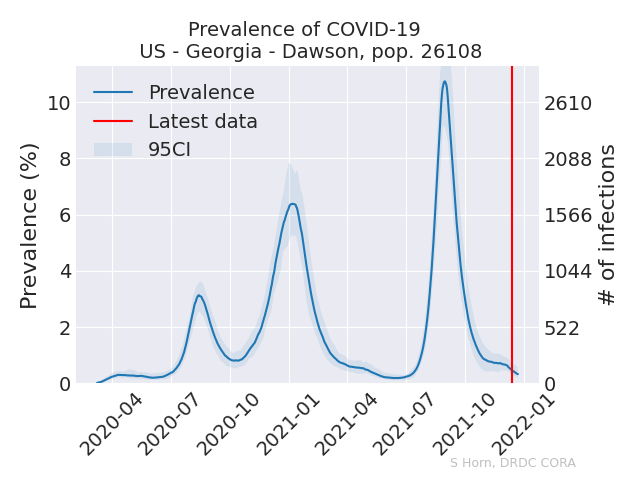 Prevalence of COVID-19
US - Georgia - Dawson, pop. 26108
Prevalence
Latest data
95CI
Prevalence (%)
10
8
6
4
2
0
2610
2088
1566
1044
522
0
# of infections
2020-04
2020-07
2020-10
2021-01
2021-04
2021-07
2021-10
2022-01
S Horn, DRDC CORA